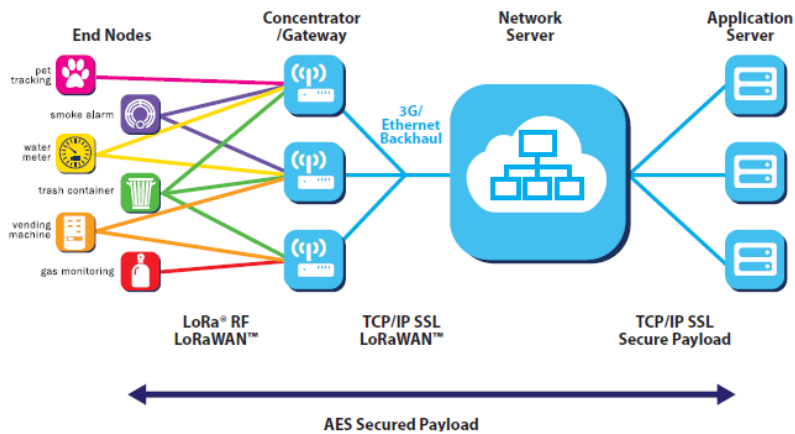 End Nodes
Concentrator
/Gateway
Network
Server
Application
Server
pet
tracking
smoke alarm
water
meter
trash container
vending
machine
gas monitoring
3G/
Ethernet
Backhaul
LoRa® RF
LoRaWAN™
TCP/IP SSL
LoRaWAN™
TCP/IP SSL
Secure Payload
AES Secured Payload